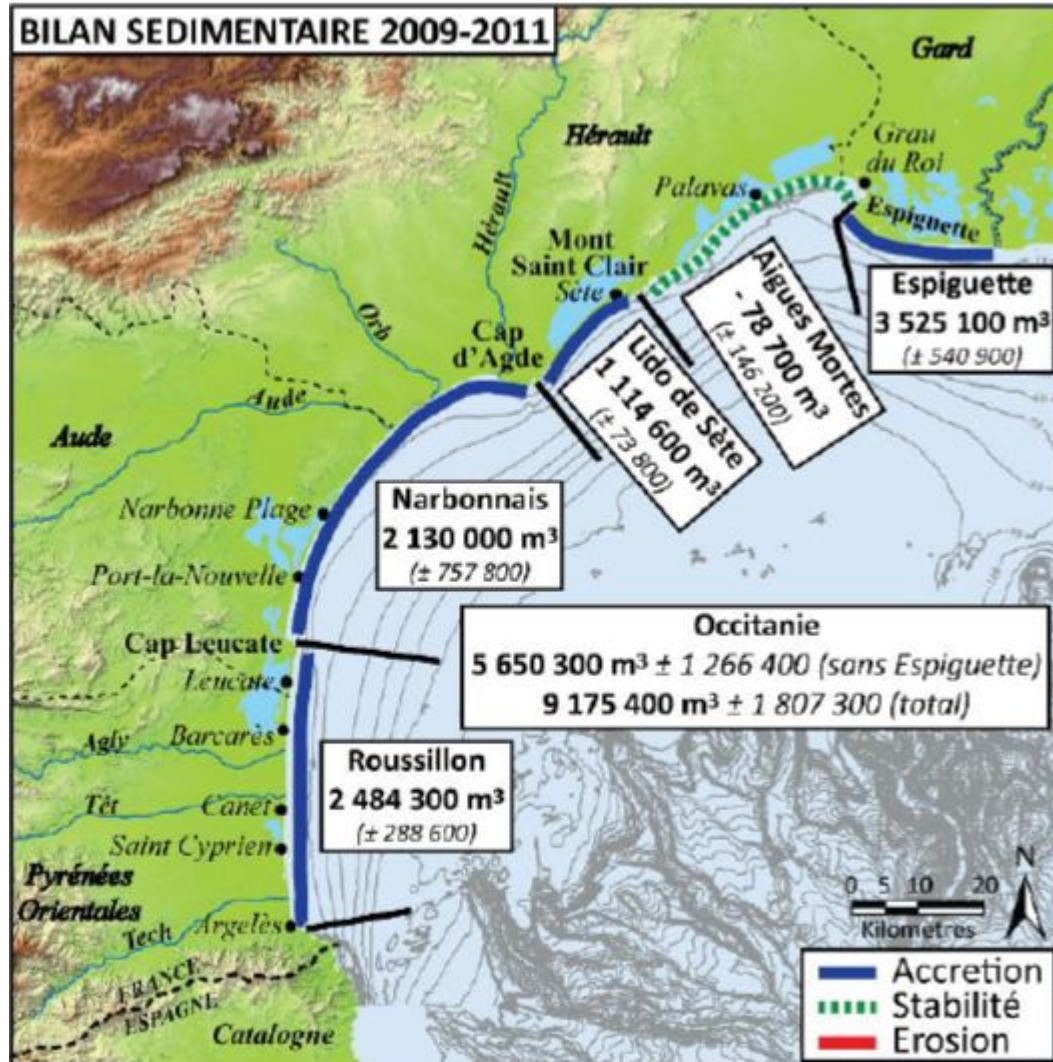 BILAN SEDIMENTAIRE 2009-2011
Gard
Hérault
Grau
du Roi
Palavas
Espiguette
Hérault
Mont
Saint Clair
Sète
Espiguette
3 525 100 m³
(± 540 900)
Aigues Mortes
- 78 700 m³
(± 146 200)
Orb
Cap
d'Agde
Lido de Sète
1 114 600 m³
(± 73 800)
Aude
Aude
Narbonnais
2 130 000 m³
(± 757 800)
Narbonne Plage
Port-la-Nouvelle
Cap Leucate
Occitanie
5 650 300 m³ ± 1 266 400 (sans Espiguette)
9 175 400 m³ ± 1 807 300 (total)
Leucate
Agly
Barcarès
Roussillon
2 484 300 m³
(± 288 600)
Têt
Canet
Saint Cyprien
Pyrénées
Orientales
Argelès
Tech
FRANCE
ESPAGNE
Catalogne
N
0 5 10 20
Kilomètres
Accretion
Stabilité
Erosion